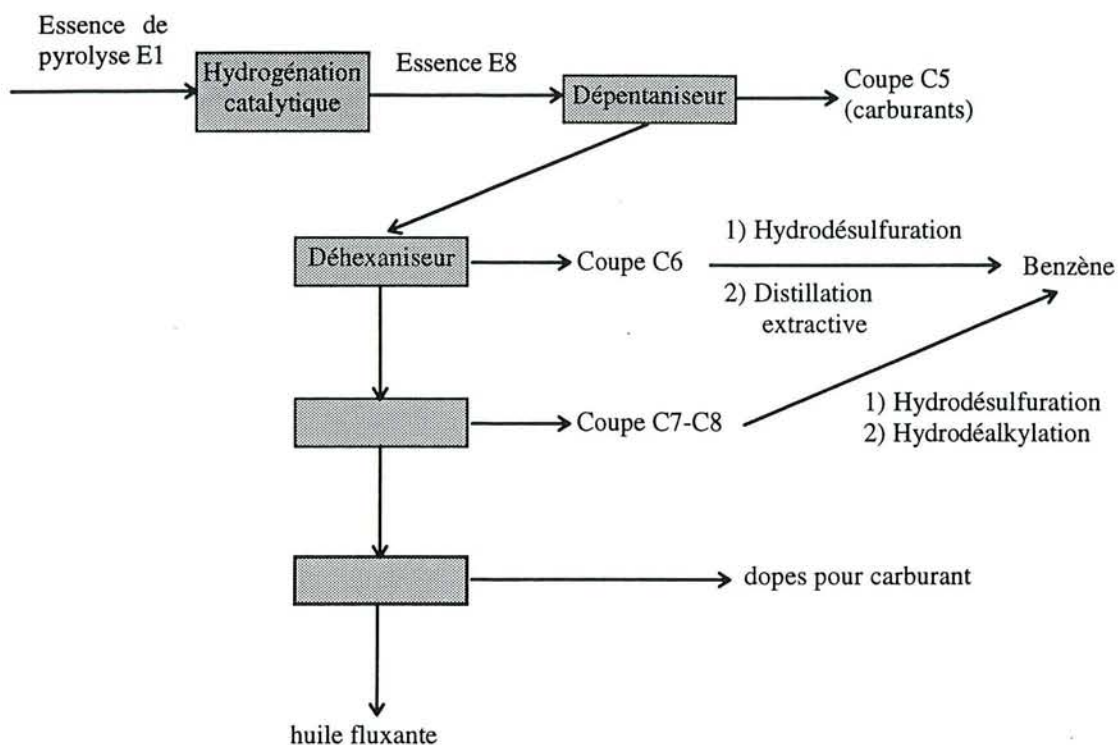 Essence de
pyrolyse E1
Hydrogénation
catalytique
Essence E8
Dépentaniseur
Coupe C5
(carburants)
Déhexaniseur
Coupe C6
1) Hydrodésulfuration
2) Distillation
extractive
Benzène
Coupe C7-C8
1) Hydrodésulfuration
2) Hydrodéalkylation
dopes pour carburant
huile fluxante